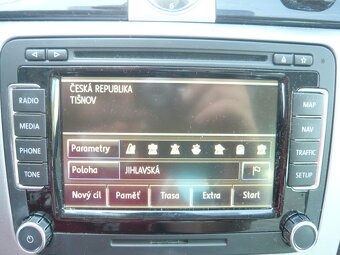 ČESKÁ REPUBLIKA
TIŠNOV
RADIO
MEDIA
PHONE
TONE
Parametry
Poloha JIHLAVSKÁ
Nový cíl Paměť Trasa Extra Start
MAP
NAV
TRAFFIC
SETUP